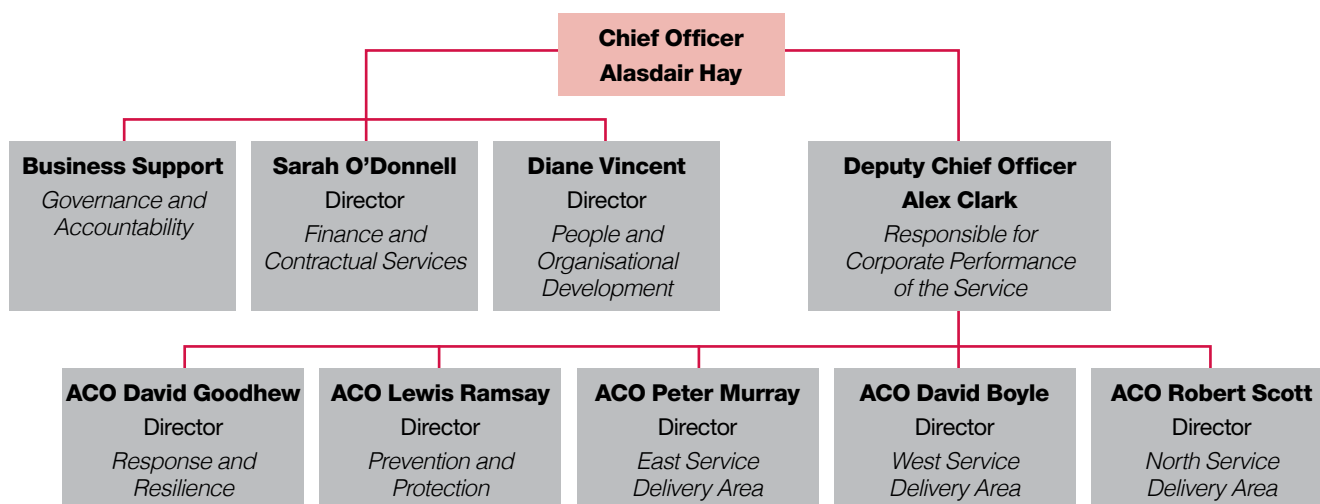 Chief Officer
Alasdair Hay
Business Support
Governance and
Accountability
Sarah O’Donnell
Director
Finance and
Contractual Services
Diane Vincent
Director
People and
Organisational
Development
Deputy Chief Officer
Alex Clark
Responsible for
Corporate Performance
of the Service
ACO David Goodhew
Director
Response and
Resilience
ACO Lewis Ramsay
Director
Prevention and
Protection
ACO Peter Murray
Director
East Service
Delivery Area
ACO David Boyle
Director
West Service
Delivery Area
ACO Robert Scott
Director
North Service
Delivery Area